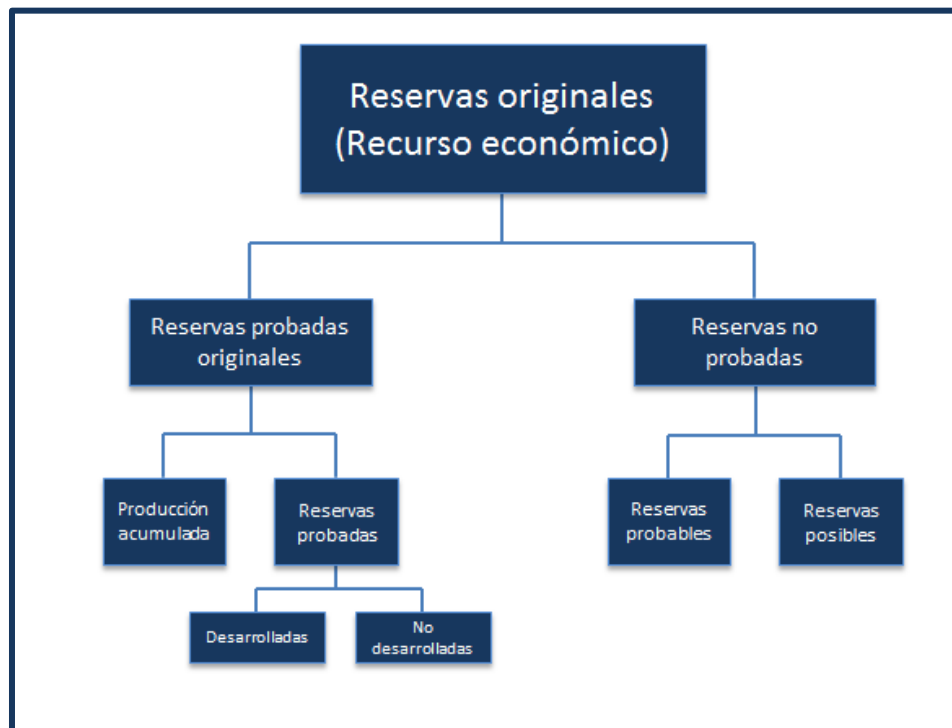 Reservas originales
(Recurso económico)
Reservas probadas
originales
Reservas no
probadas
Producción
acumulada
Reservas
probadas
Reservas
probables
Reservas
posibles
Desarrolladas
No
desarrolladas